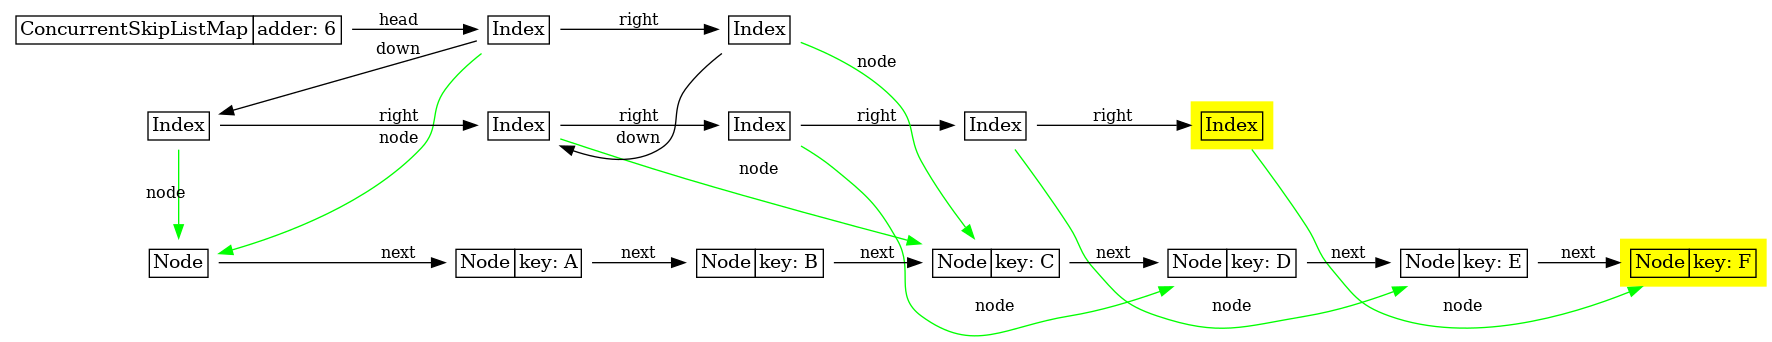 ConcurrentSkipListMap adder: 6 head Index right Index
down node
Index right Index right Index right Index right Index
node down
node
node
Node next Node key: A next Node key: B next Node key: C next Node key: D next Node key: E next Node key: F
node node node